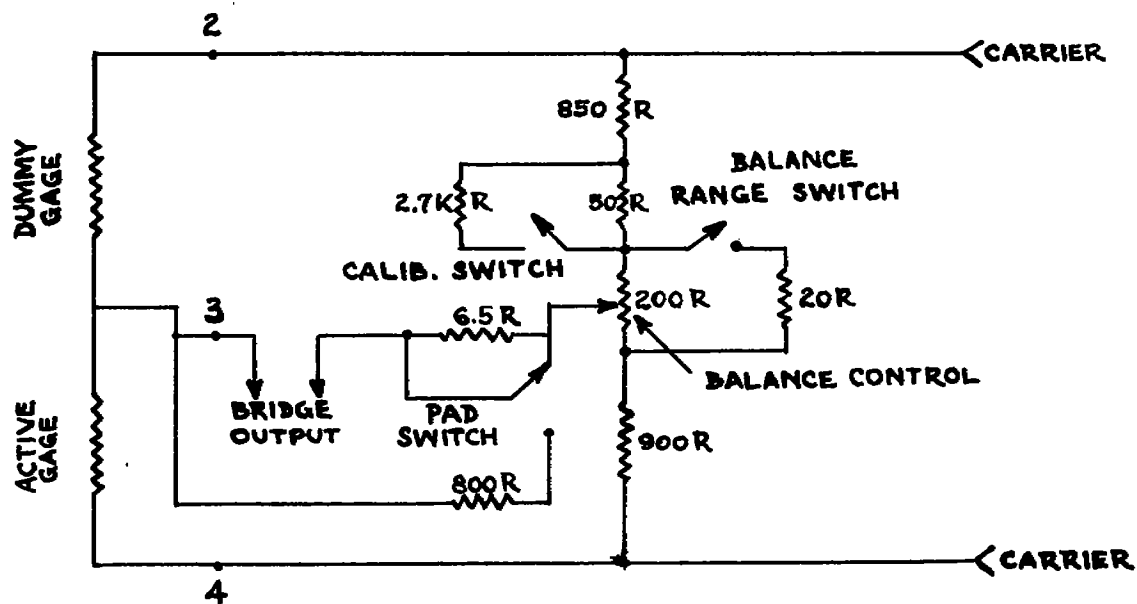 2
CARRIER
850 R
DUMMY
GAGE
BALANCE
RANGE SWITCH
2.7K R
50 R
CALIB. SWITCH
3
6.5 R
200 R
20 R
BALANCE CONTROL
BRIDGE
OUTPUT
PAD
SWITCH
ACTIVE
GAGE
900 R
800 R
4
CARRIER